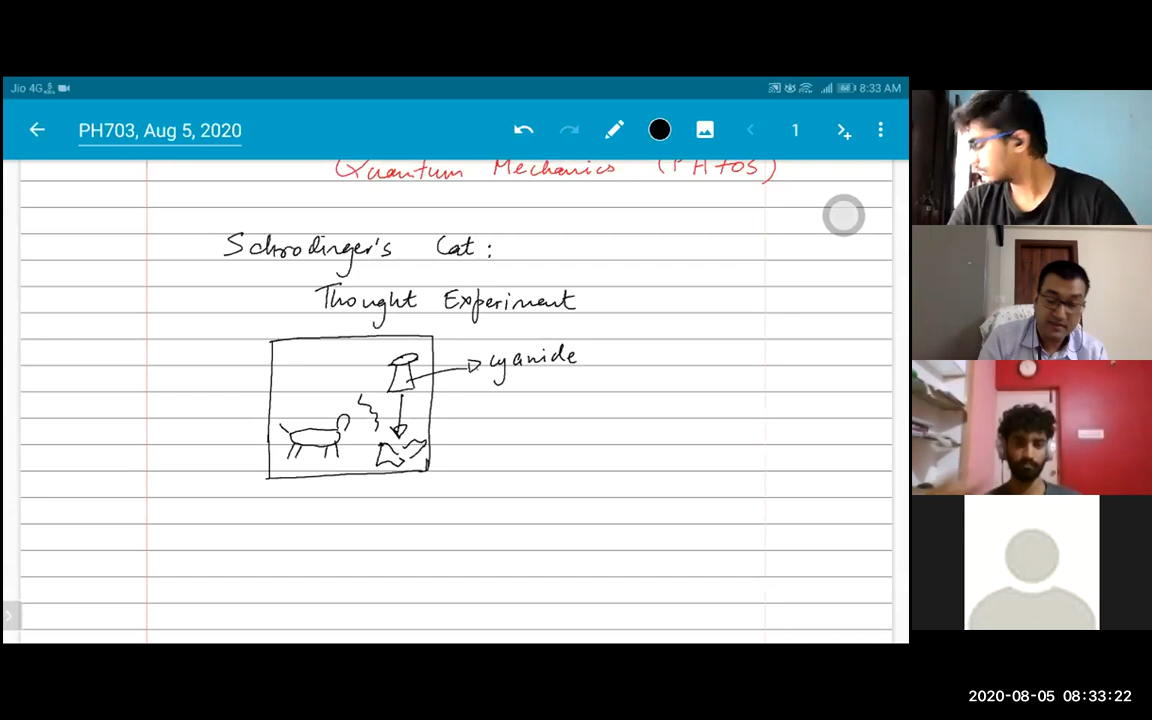 Jio 4G 8:33 AM
PH703, Aug 5, 2020 1
Quantum Mechanics
Schrodinger's Cat :
Thought Experiment
cyanide
2020-08-05 08:33:22